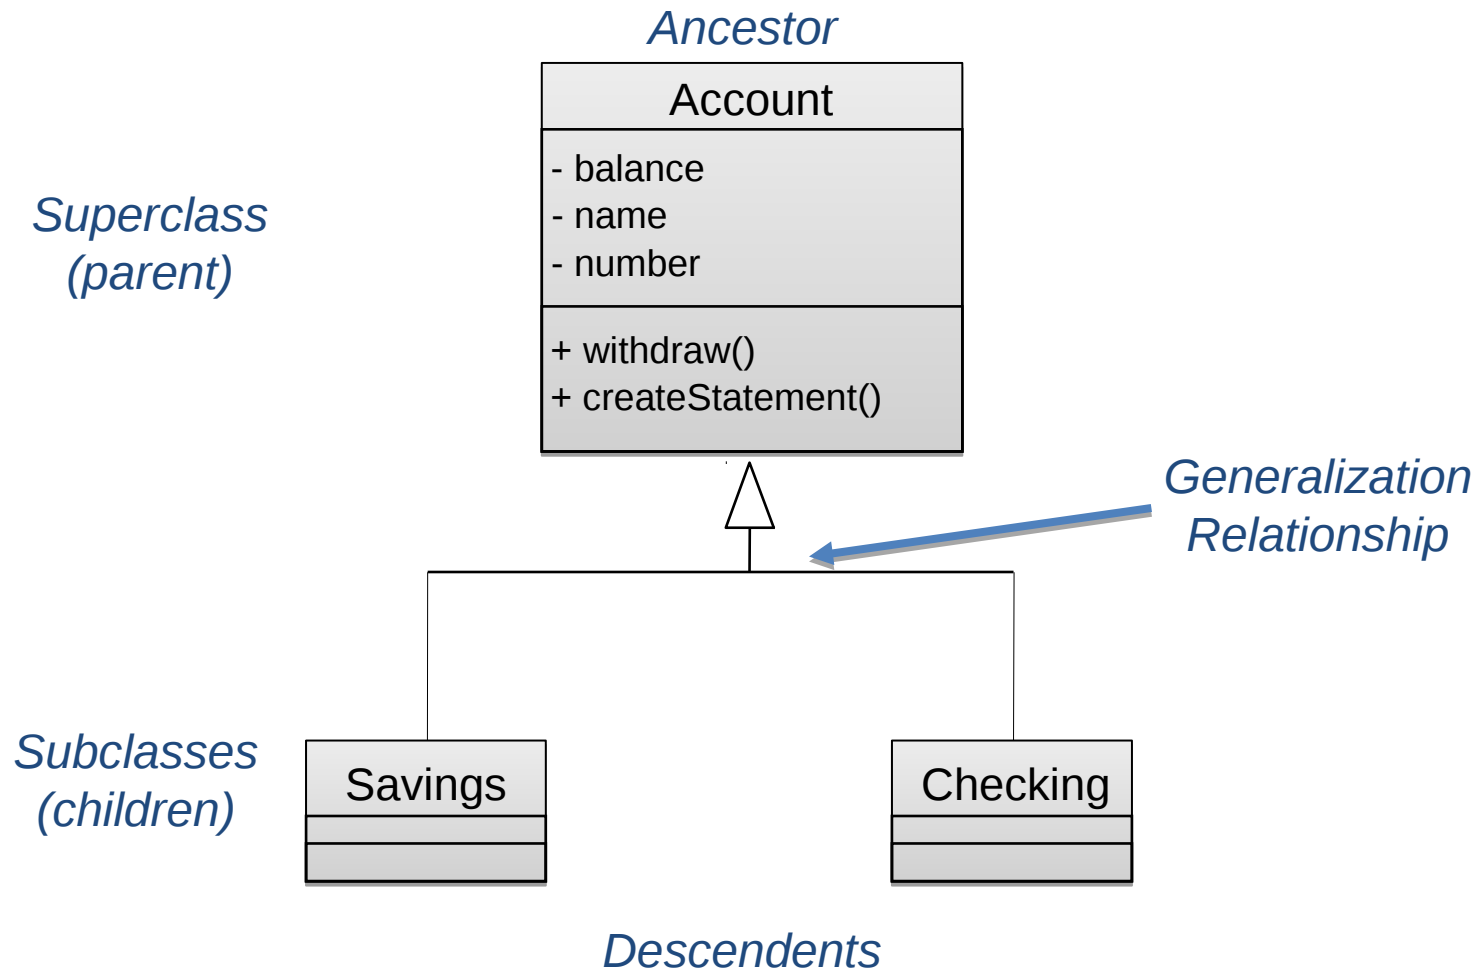 Ancestor
Account
- balance
- name
- number
+ withdraw()
+ createStatement()
Superclass
(parent)
Generalization
Relationship
Subclasses
(children)
Savings
Checking
Descendents